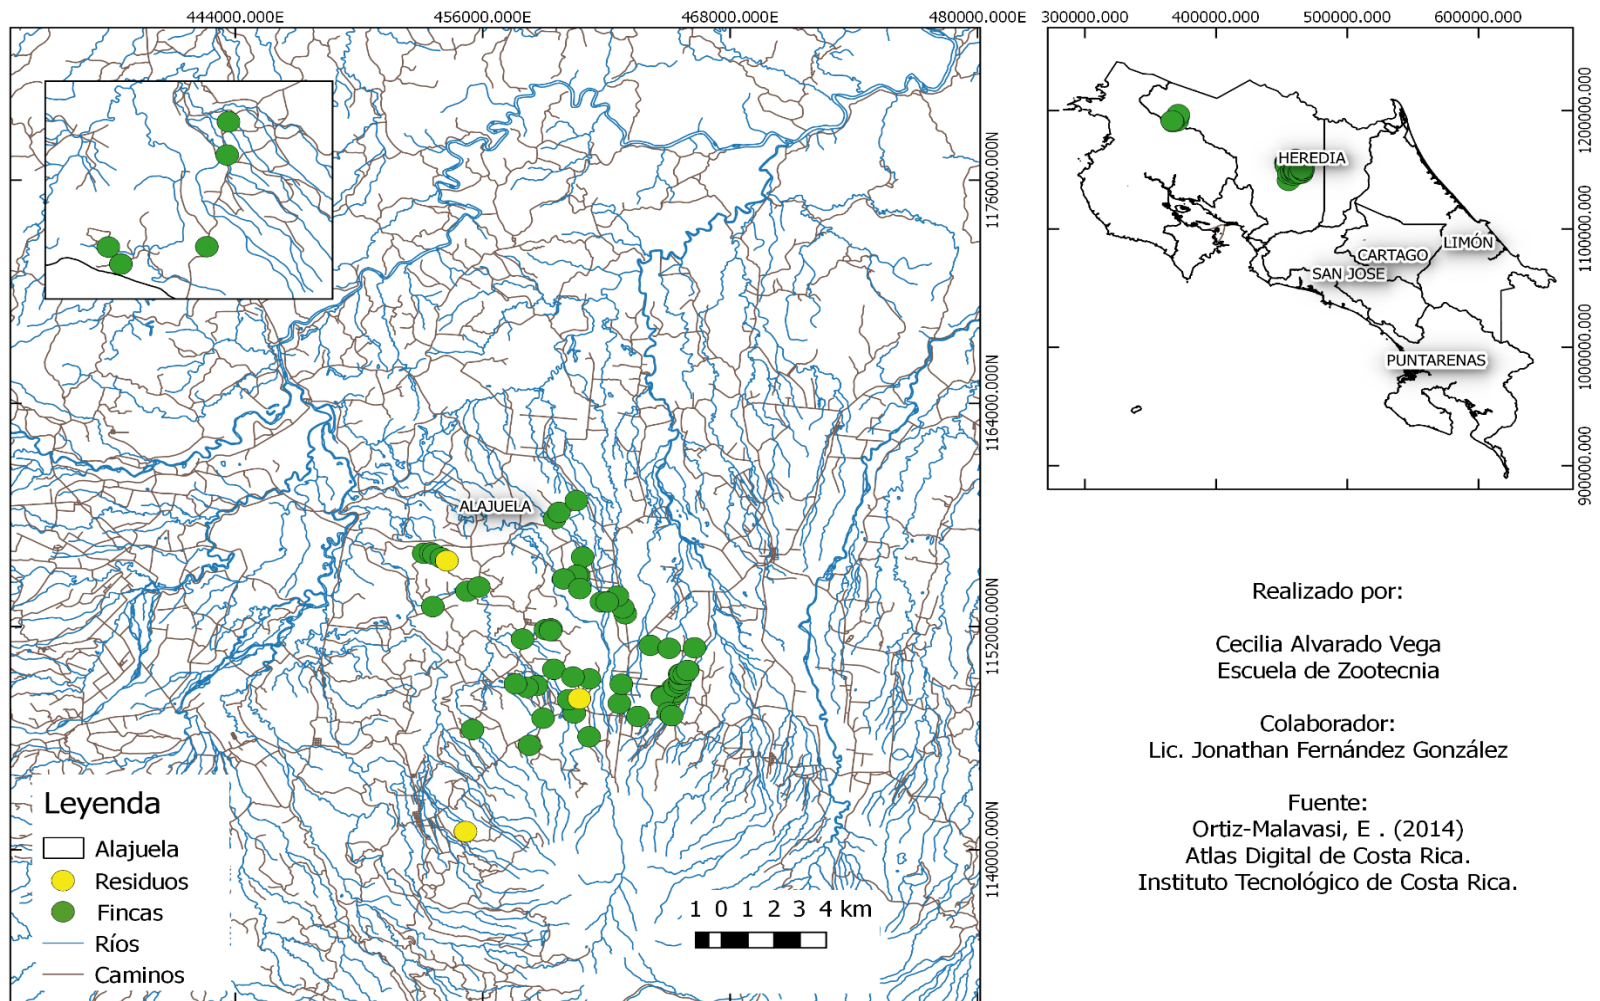 444000.000E
456000.000E
468000.000E
480000.000E
1176000.000N
1164000.000N
1152000.000N
1140000.000N
ALAJUELA
Leyenda
Alajuela
Residuos
Fincas
Ríos
Caminos
1 0 1 2 3 4 km
300000.000
400000.000
500000.000
600000.000
1200000.000
1100000.000
1000000.000
900000.000
HEREDIA
LIMÓN
CARTAGO
SAN JOSE
PUNTARENAS
Realizado por:
Cecilia Alvarado Vega
Escuela de Zootecnia
Colaborador:
Lic. Jonathan Fernández González
Fuente:
Ortiz-Malavasi, E . (2014)
Atlas Digital de Costa Rica.
Instituto Tecnológico de Costa Rica.